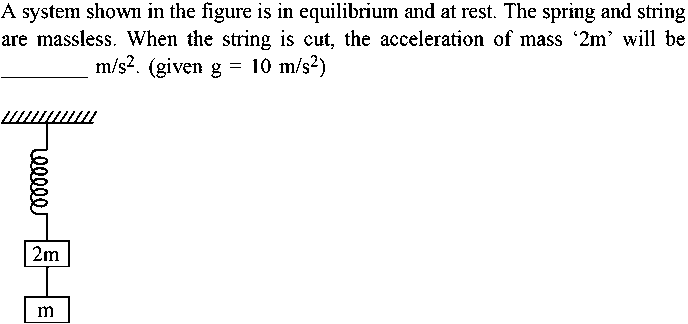 A system shown in the figure is in equilibrium and at rest. The spring and string
are massless. When the string is cut, the acceleration of mass ‘2m’ will be
________ m/s². (given g = 10 m/s²)
2m
m